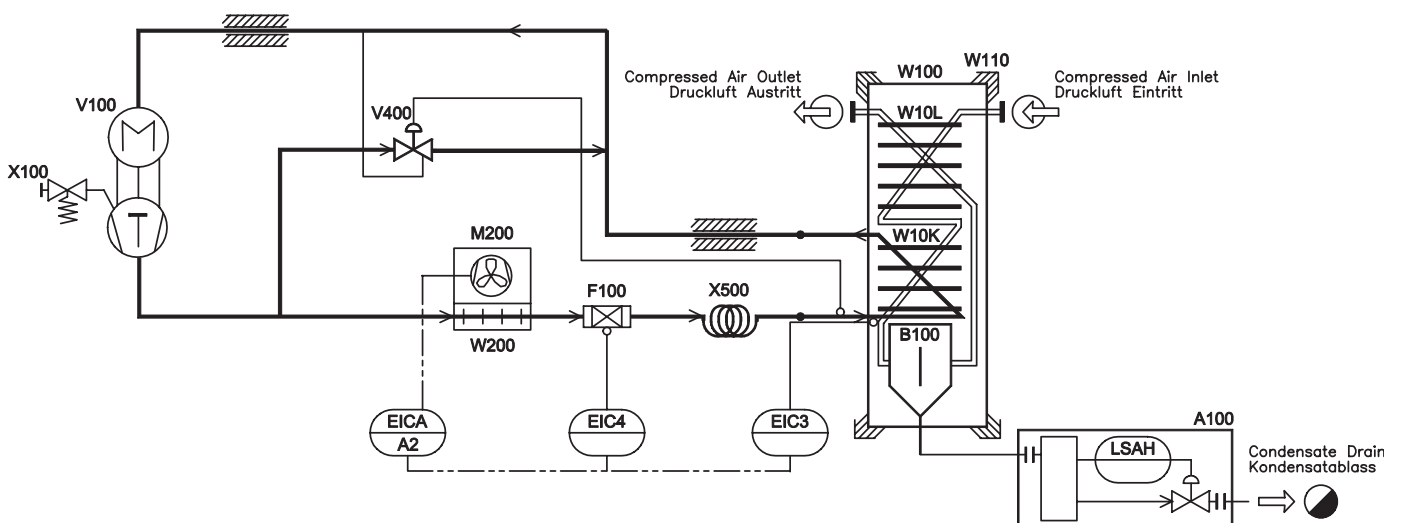 W110
W100
Compressed Air Outlet
Druckluft Austritt
Compressed Air Inlet
Druckluft Eintritt
V100
M
V400
W10L
X100
T
M200
W10K
F100
X500
W200
B100
EICA
A2
EIC4
EIC3
A100
LSAH
Condensate Drain
Kondensatablass